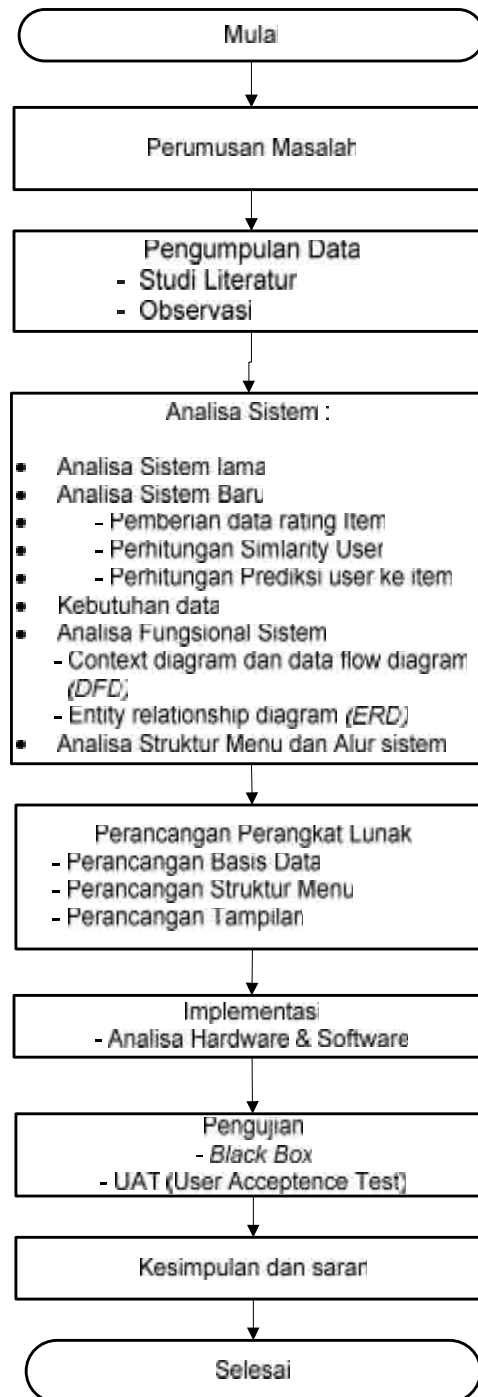 Mulai
Perumusan Masalah
Pengumpulan Data
- Studi Literatur
- Observasi
Analisa Sistem :
• Analisa Sistem lama
• Analisa Sistem Baru
• - Pemberian data rating Item
• - Perhitungan Simlarity User
• - Perhitungan Prediksi user ke item
• Kebutuhan data
• Analisa Fungsional Sistem
- Context diagram dan data flow diagram
(DFD)
- Entity relationship diagram (ERD)
• Analisa Struktur Menu dan Alur sistem
Perancangan Perangkat Lunak
- Perancangan Basis Data
- Perancangan Struktur Menu
- Perancangan Tampilan
Implementasi
- Analisa Hardware & Software
Pengujian
- Black Box
- UAT (User Acceptence Test)
Kesimpulan dan saran
Selesai